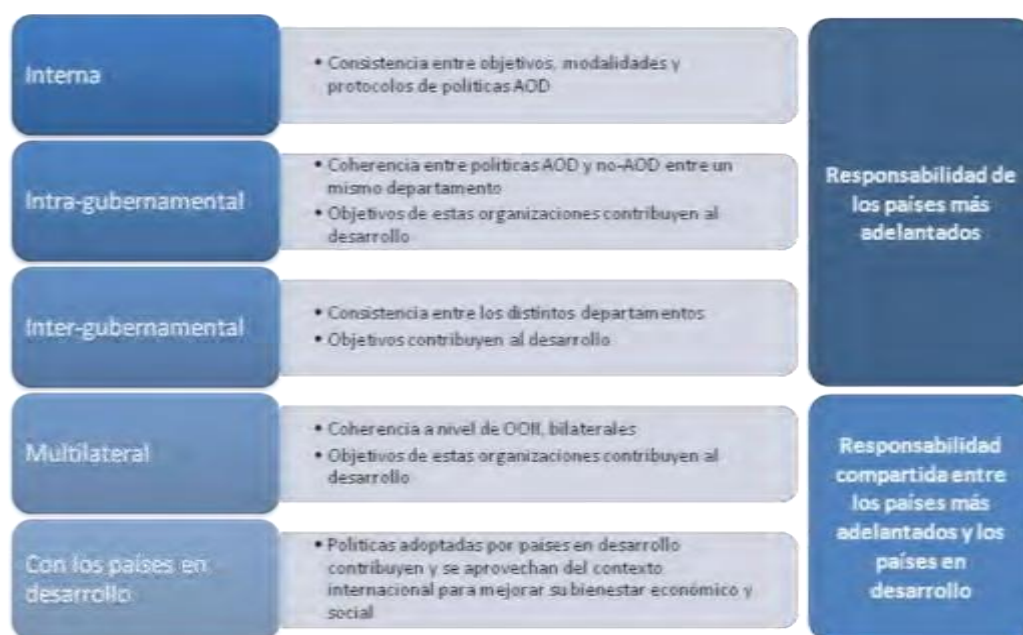 Interna
• Consistencia entre objetivos, modalidades y
protocolos de politicas AOD
Intra-gubernamental
• Coherencia entre politicas AOD y no-AOD entre un
mismo departamento
• Objetivos de estas organizaciones contribuyen al
desarrollo
Inter-gubernamental
• Consistencia entre los distintos departamentos
• Objetivos contribuyen al desarrollo
Responsabilidad de
los países más
adelantados
Multilateral
• Coherencia a nivel de OOII, bilaterales
• Objetivos de estas organizaciones contribuyen al
desarrollo
Con los países en
desarrollo
• Politicas adoptadas por países en desarrollo
contribuyen y se aprovechan del contexto
internacional para mejorar su bienestar económico y
social
Responsabilidad
compartida entre
los países más
adelantados y los
países en
desarrollo